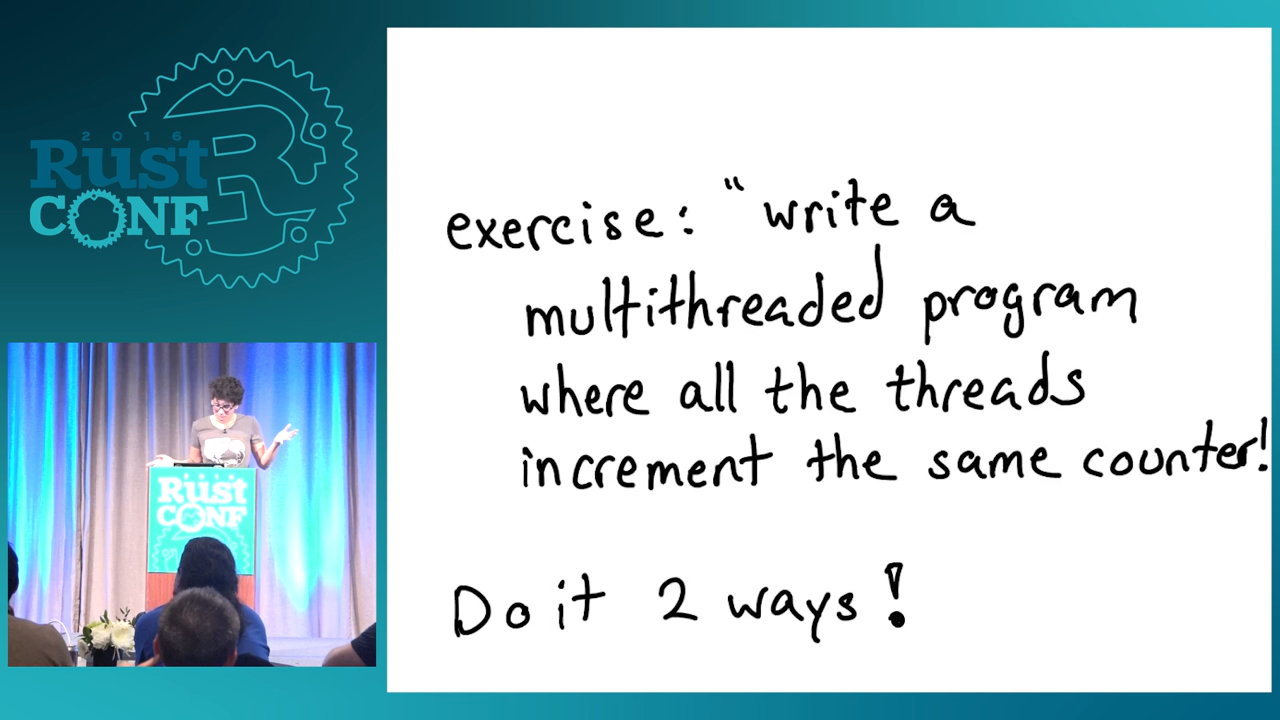 2016
Rust
CONF
exercise: "write a
multithreaded program
where all the threads
increment the same counter!
Do it 2 ways!
2016
Rust
CONF